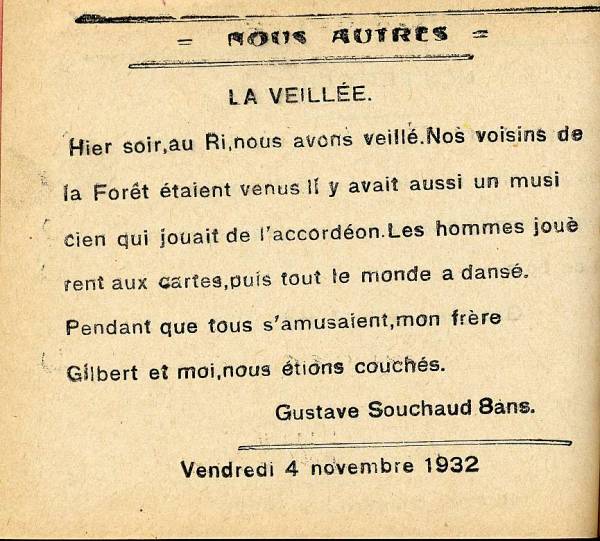 = NOUS AUTRES =
LA VEILLÉE.
Hier soir,au Ri,nous avons veillé.Nos voisins de
la Forêt étaient venus.Il y avait aussi un musi
cien qui jouait de l'accordéon.Les hommes jouè
rent aux cartes,puis tout le monde a dansé.
Pendant que tous s'amusaient,mon frère
Gilbert et moi,nous étions couchés.
Gustave Souchaud 8ans.
Vendredi 4 novembre 1932